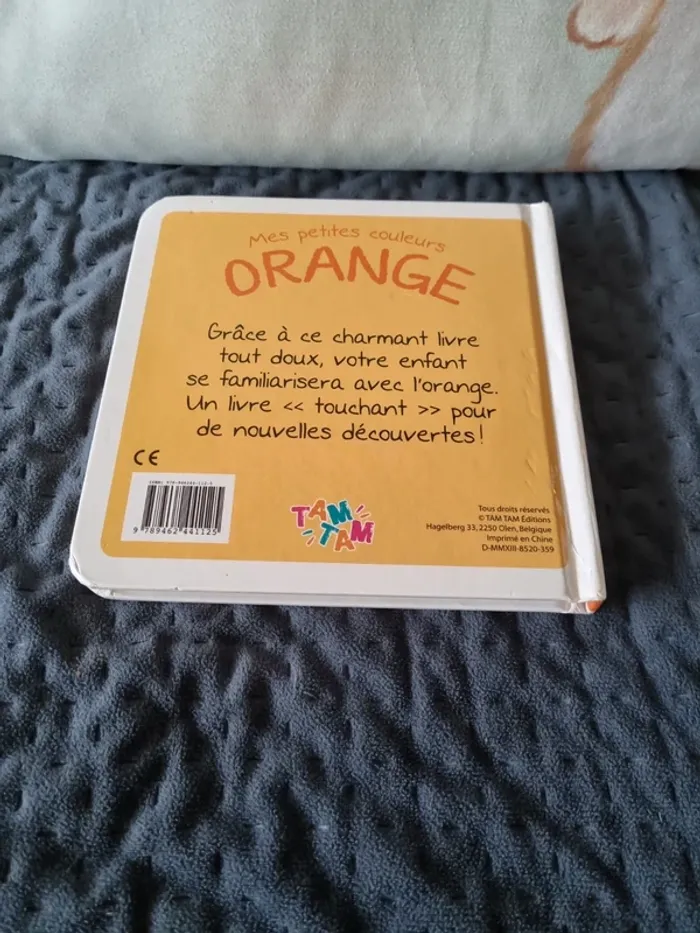 Mes petites couleurs
ORANGE
Grâce à ce charmant livre
tout doux, votre enfant
se familiarisera avec l'orange.
Un livre << touchant >> pour
de nouvelles découvertes!
CE
9 789462 441125
TAM
TAM
Tous droits réservés
© TAM TAM Éditions
Hagelberg 33, 2250 Olen, Belgique
Imprimé en Chine
D-MMXIII-8520-359